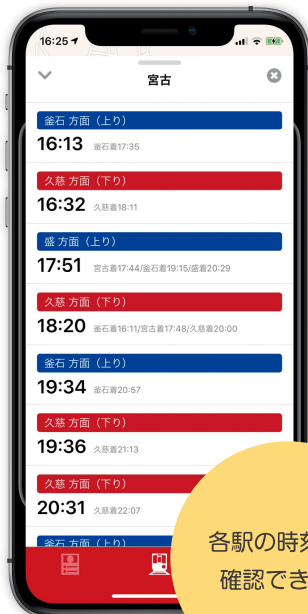 16:25
宮古
釜石 方面（上り）
16:13 釜石着17:35
久慈 方面（下り）
16:32 久慈着18:11
盛 方面（上り）
17:51 宮古着17:44/釜石着19:15/盛着20:29
久慈 方面（下り）
18:20 釜石着16:11/宮古着17:48/久慈着20:00
釜石 方面（上り）
19:34 釜石着20:57
久慈 方面（下り）
19:36 久慈着21:13
久慈 方面（下り）
20:31 久慈着22:07
釜石 方面（上り）
各駅の時刻
確認でき